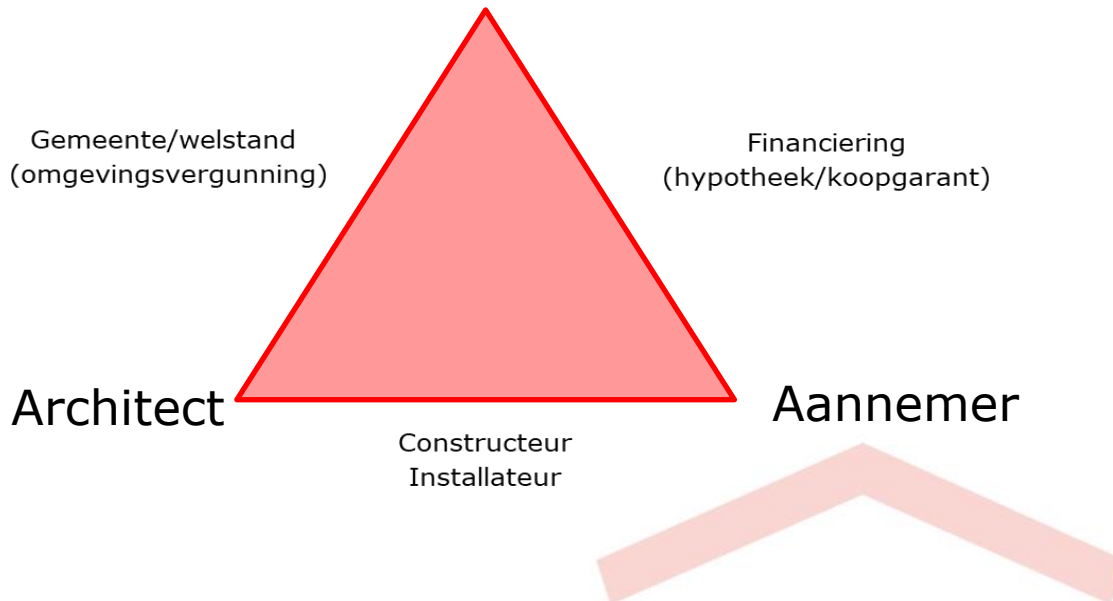 Gemeente/welstand
(omgevingsvergunning)
Financiering
(hypotheek/koopgarant)
Architect
Aannemer
Constructeur
Installateur